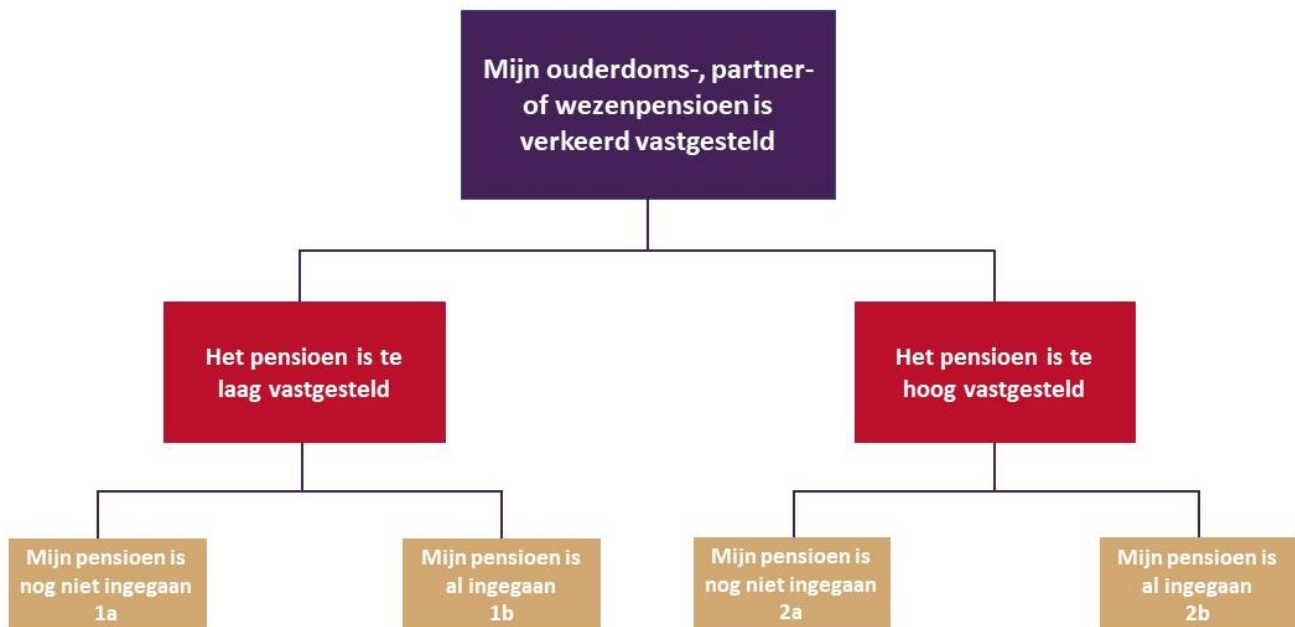 Mijn ouderdoms-, partner-
of wezenpensioen is
verkeerd vastgesteld
Het pensioen is te
laag vastgesteld
Het pensioen is te
hoog vastgesteld
Mijn pensioen is
nog niet ingegaan
1a
Mijn pensioen is
al ingegaan
1b
Mijn pensioen is
nog niet ingegaan
2a
Mijn pensioen is
al ingegaan
2b